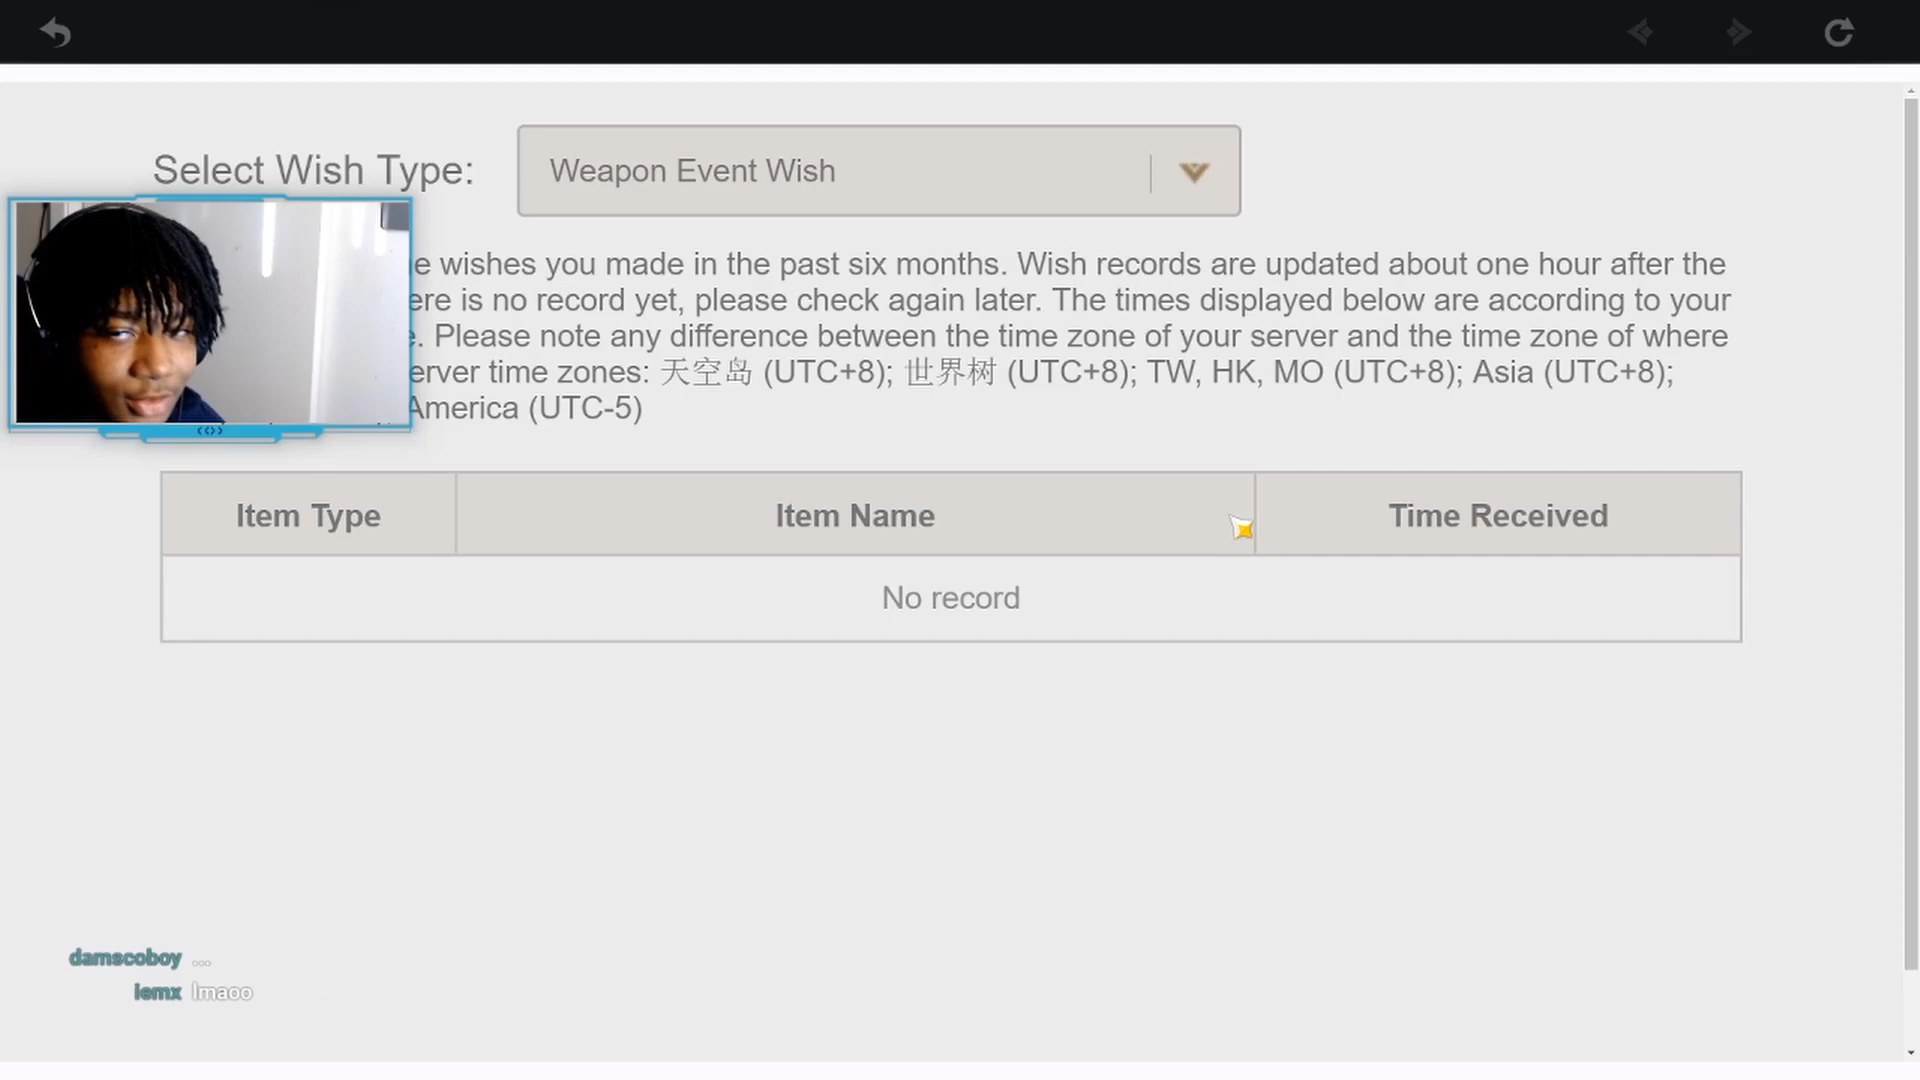 Select Wish Type:
Weapon Event Wish
e wishes you made in the past six months. Wish records are updated about one hour after the
ere is no record yet, please check again later. The times displayed below are according to your
e. Please note any difference between the time zone of your server and the time zone of where
erver time zones: 天空岛 (UTC+8); 世界树 (UTC+8); TW, HK, MO (UTC+8); Asia (UTC+8);
America (UTC-5)
Item Type
Item Name
Time Received
No record
damscoboy ...
iemx lmaoo